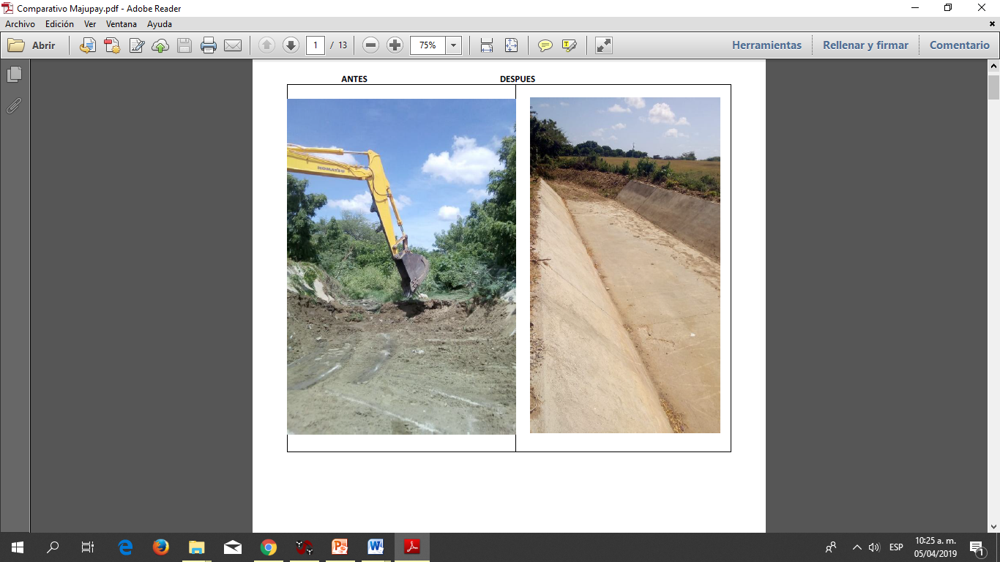 Comparativo Majupay.pdf - Adobe Reader
Archivo Edición Ver Ventana Ayuda
Abrir 1 / 13 75% Herramientas Rellenar y firmar Comentario
ANTES DESPUES
KOMATSU
ESP 10:25 a. m.
05/04/2019 1